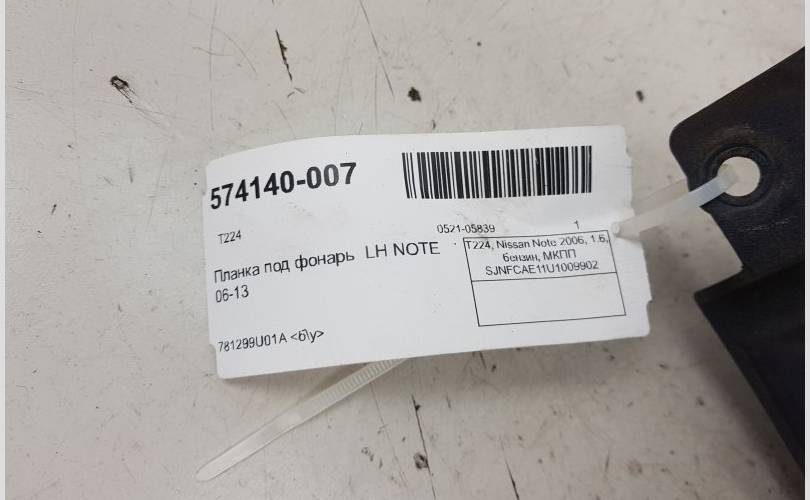 574140-007
T224
0521-05839 1
Планка под фонарь LH NOTE
06-13
T224, Nissan Note 2006, 1.6,
бензин, МКПП
SJNFCAE11U1009902
781299U01A <б\у>